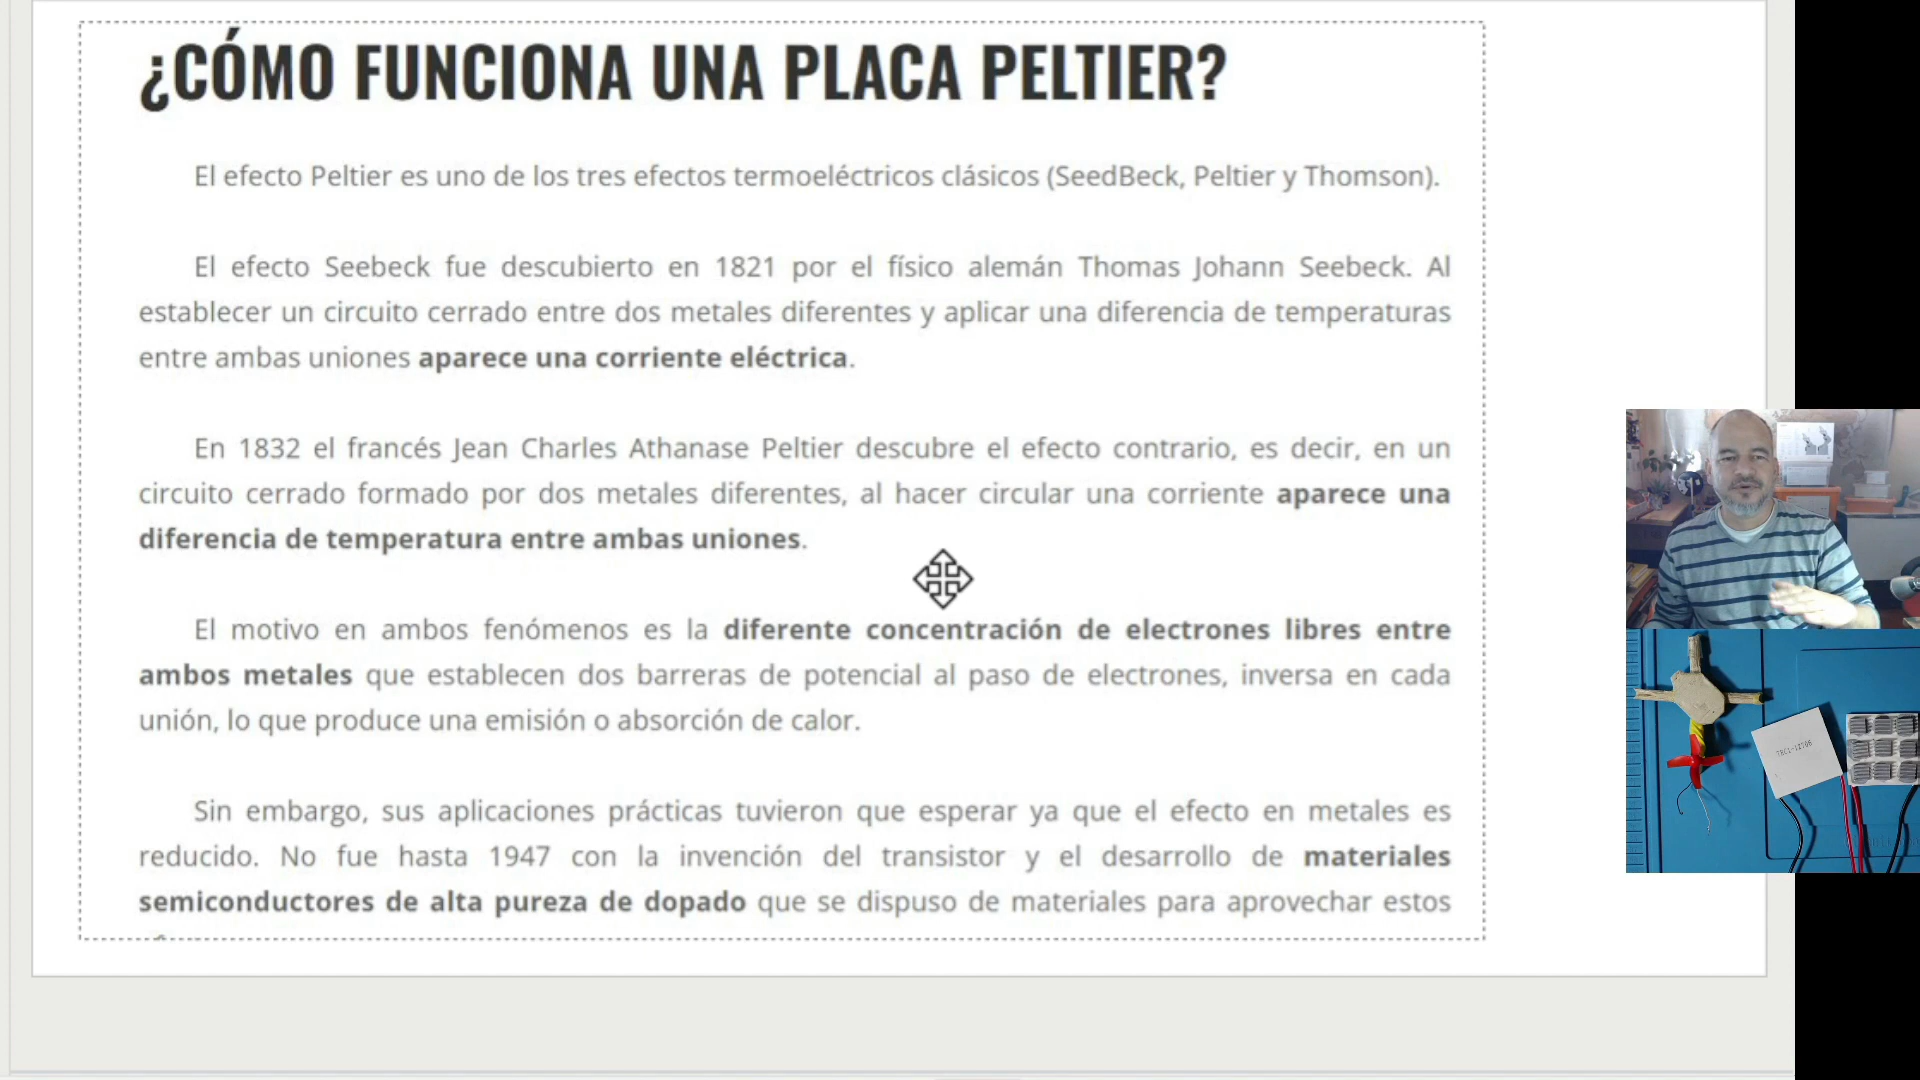 ¿CÓMO FUNCIONA UNA PLACA PELTIER?
El efecto Peltier es uno de los tres efectos termoeléctricos clásicos (SeedBeck, Peltier y Thomson).
El efecto Seebeck fue descubierto en 1821 por el físico alemán Thomas Johann Seebeck. Al
establecer un circuito cerrado entre dos metales diferentes y aplicar una diferencia de temperaturas
entre ambas uniones aparece una corriente eléctrica.
En 1832 el francés Jean Charles Athanase Peltier descubre el efecto contrario, es decir, en un
circuito cerrado formado por dos metales diferentes, al hacer circular una corriente aparece una
diferencia de temperatura entre ambas uniones.
El motivo en ambos fenómenos es la diferente concentración de electrones libres entre
ambos metales que establecen dos barreras de potencial al paso de electrones, inversa en cada
unión, lo que produce una emisión o absorción de calor.
Sin embargo, sus aplicaciones prácticas tuvieron que esperar ya que el efecto en metales es
reducido. No fue hasta 1947 con la invención del transistor y el desarrollo de materiales
semiconductores de alta pureza de dopado que se dispuso de materiales para aprovechar estos
TEC1-12706